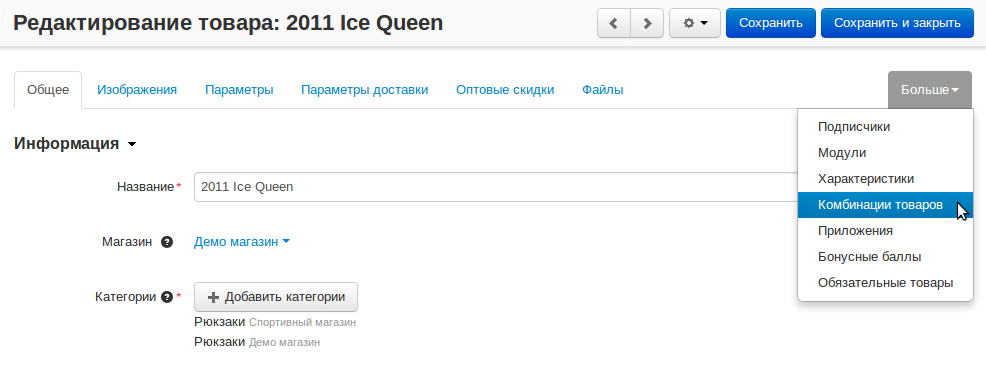 Редактирование товара: 2011 Ice Queen
Сохранить
Сохранить и закрыть
Общее
Изображения
Параметры
Параметры доставки
Оптовые скидки
Файлы
Больше
Подписчики
Модули
Характеристики
Комбинации товаров
Приложения
Бонусные баллы
Обязательные товары
Информация
Название* 2011 Ice Queen
Магазин ? Демо магазин
Категории ?* + Добавить категории
Рюкзаки Спортивный магазин
Рюкзаки Демо магазин